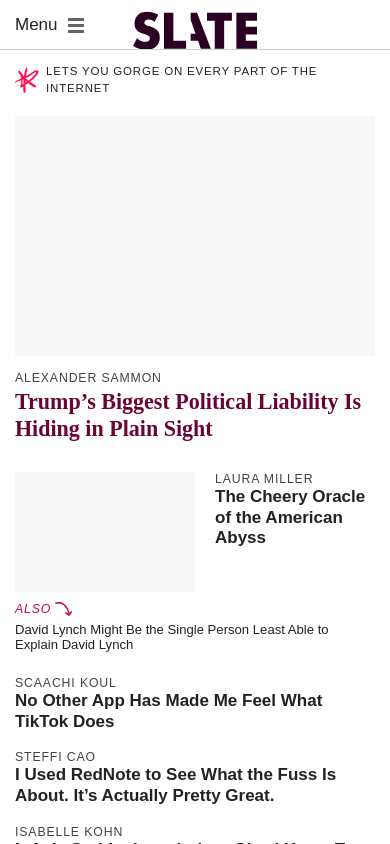 Menu
SLATE
LETS YOU GORGE ON EVERY PART OF THE
INTERNET
ALEXANDER SAMMON
Trump’s Biggest Political Liability Is
Hiding in Plain Sight
LAURA MILLER
The Cheery Oracle
of the American
Abyss
ALSO
David Lynch Might Be the Single Person Least Able to
Explain David Lynch
SCAACHI KOUL
No Other App Has Made Me Feel What
TikTok Does
STEFFI CAO
I Used RedNote to See What the Fuss Is
About. It’s Actually Pretty Great.
ISABELLE KOHN